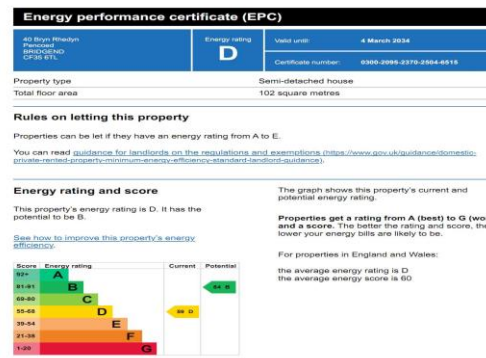 Energy performance certificate (EPC)
40 Bryn Rhedyn
Pencoed
BRIDGEND
CF35 6TL
Energy rating
D
Valid until: 4 March 2034
Certificate number: 0300-2095-2370-2504-6515
Property type Semi-detached house
Total floor area 102 square metres
Rules on letting this property
Properties can be let if they have an energy rating from A to E.
You can read guidance for landlords on the regulations and exemptions (https://www.gov.uk/guidance/domestic-
private-rented-property-minimum-energy-efficiency-standard-landlord-guidance).
Energy rating and score
This property's energy rating is D. It has the
potential to be B.
See how to improve this property's energy
efficiency.
Score Energy rating Current Potential
92+ A
81-91 B 84 B
69-80 C
55-68 D D
39-54 E
21-38 F
1-20 G
The graph shows this property's current and
potential energy rating.
Properties get a rating from A (best) to G (wo
and a score. The better the rating and score, the
lower your energy bills are likely to be.
For properties in England and Wales:
the average energy rating is D
the average energy score is 60